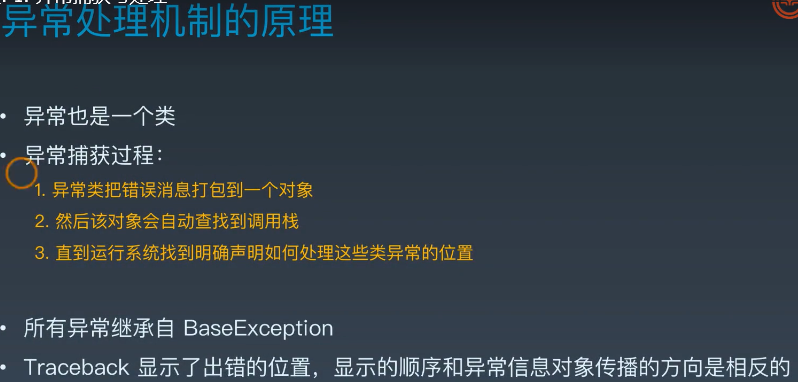 异常处理机制的原理
• 异常也是一个类
• 异常捕获过程：
1. 异常类把错误消息打包到一个对象
2. 然后该对象会自动查找到调用栈
3. 直到运行系统找到明确声明如何处理这些类异常的位置
• 所有异常继承自 BaseException
• Traceback 显示了出错的位置，显示的顺序和异常信息对象传播的方向是相反的